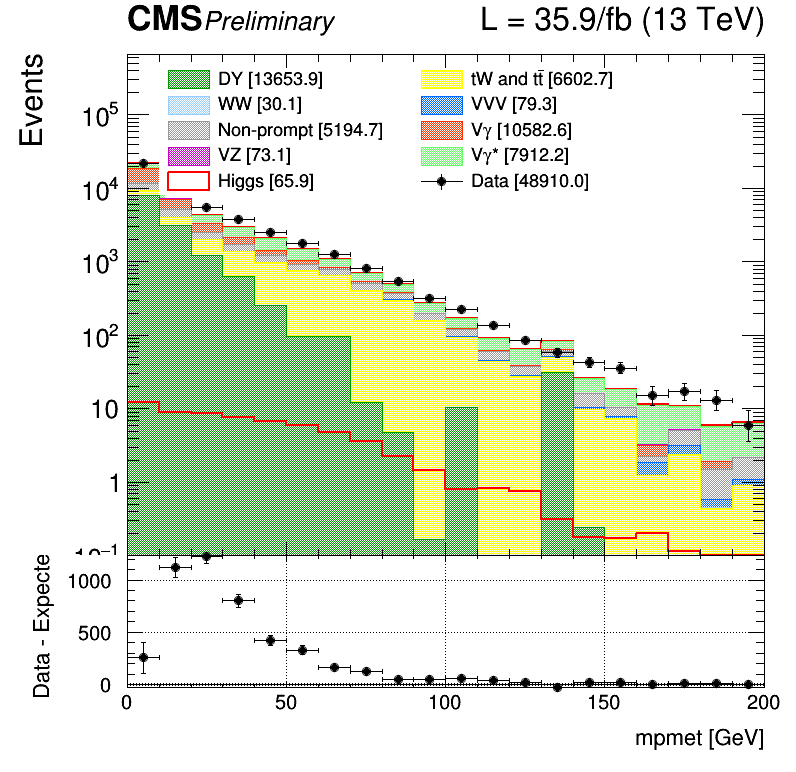 CMS Preliminary L = 35.9/fb (13 TeV)
Events
DY [13653.9] tW and tt̄ [6602.7]
WW [30.1] VVV [79.3]
Non-prompt [5194.7] Vγ [10582.6]
VZ [73.1] Vγ* [7912.2]
Higgs [65.9] Data [48910.0]
10⁵
10⁴
10³
10²
10
1
10⁻¹
Data - Expecte
1000
500
0
0 50 100 150 200
mpmet [GeV]